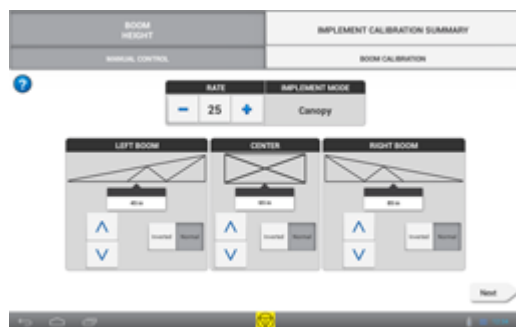 BOOM
HEIGHT
IMPLEMENT CALIBRATION SUMMARY
MANUAL CONTROL
BOOM CALIBRATION
?
RATE
IMPLEMENT MODE
− 25 +
Canopy
LEFT BOOM
CENTER
RIGHT BOOM
Inverted Normal
Inverted Normal
Inverted Normal
Next